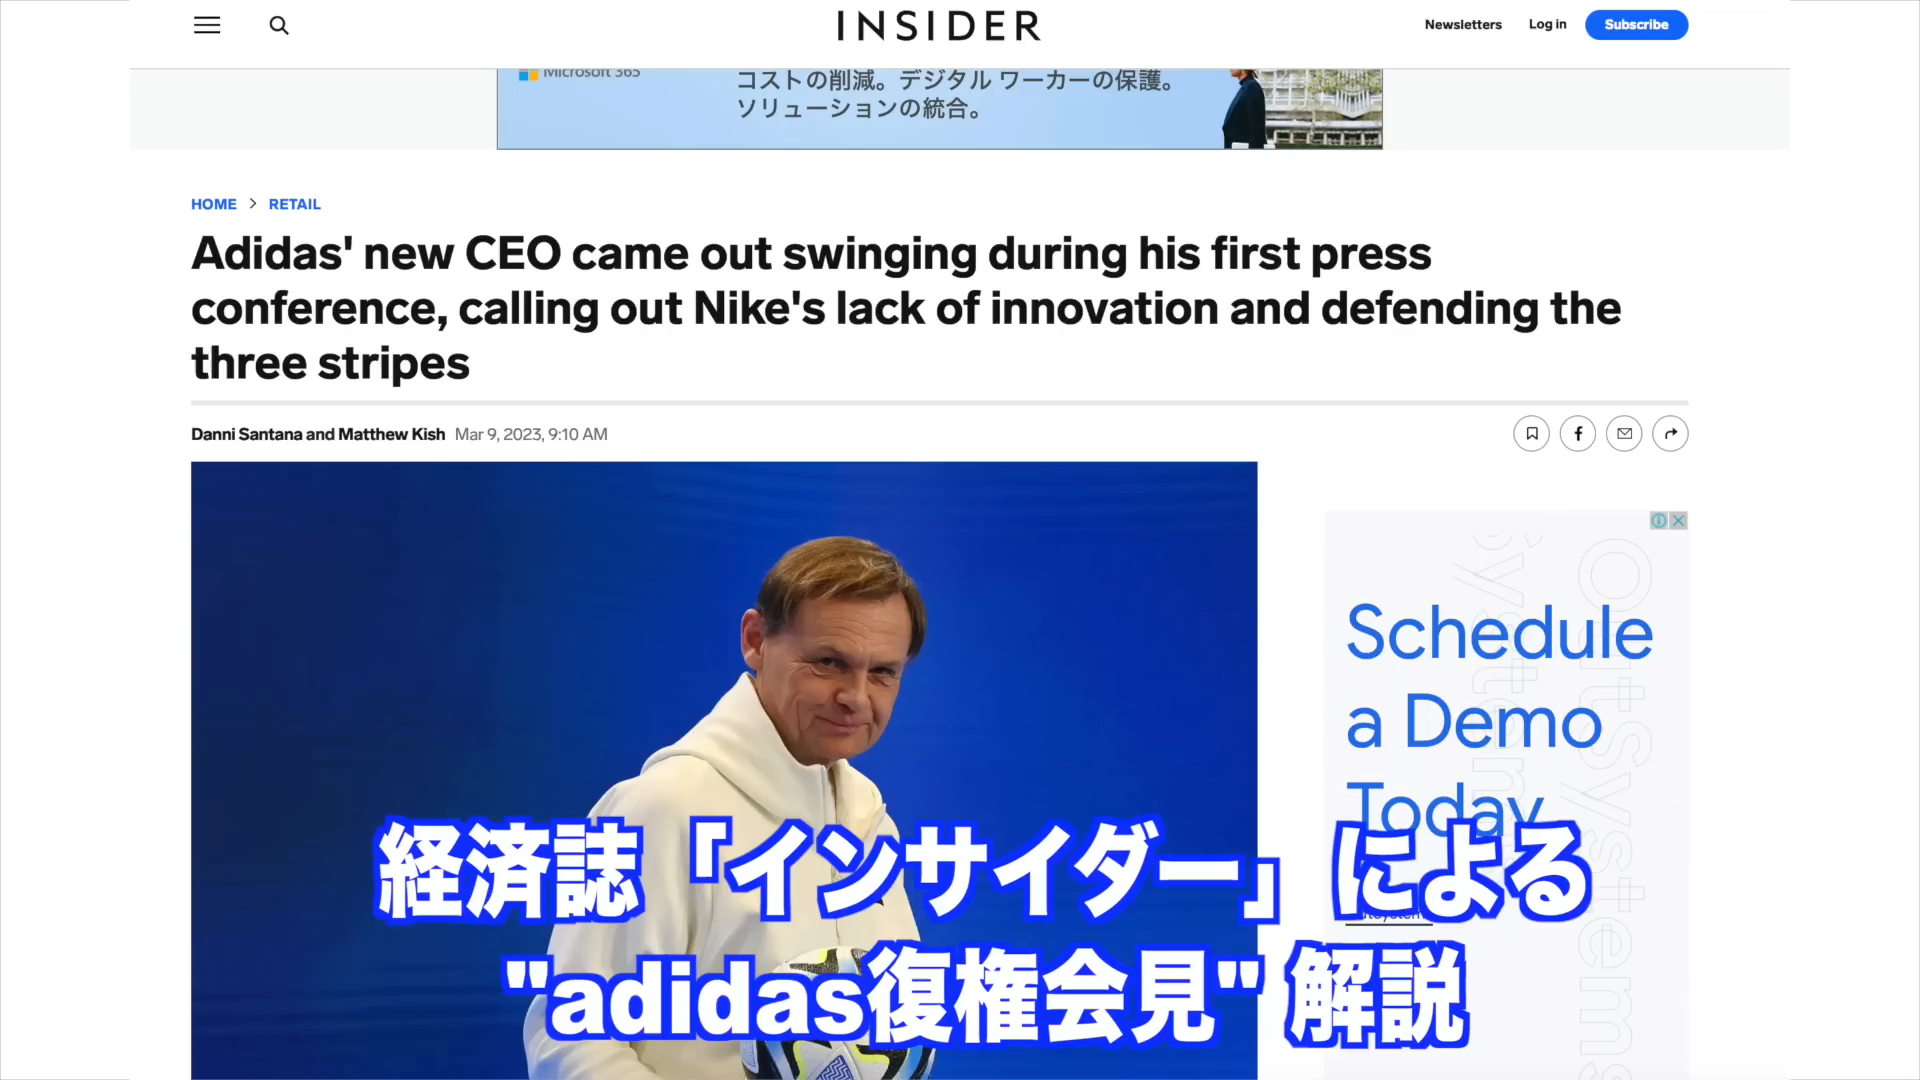 INSIDER
Newsletters
Log in
Subscribe
Microsoft 365
コストの削減。デジタル ワーカーの保護。
ソリューションの統合。
HOME > RETAIL
Adidas' new CEO came out swinging during his first press
conference, calling out Nike's lack of innovation and defending the
three stripes
Danni Santana and Matthew Kish Mar 9, 2023, 9:10 AM
Schedule
a Demo
Today
経済誌「インサイダー」による
"adidas復権会見"解説